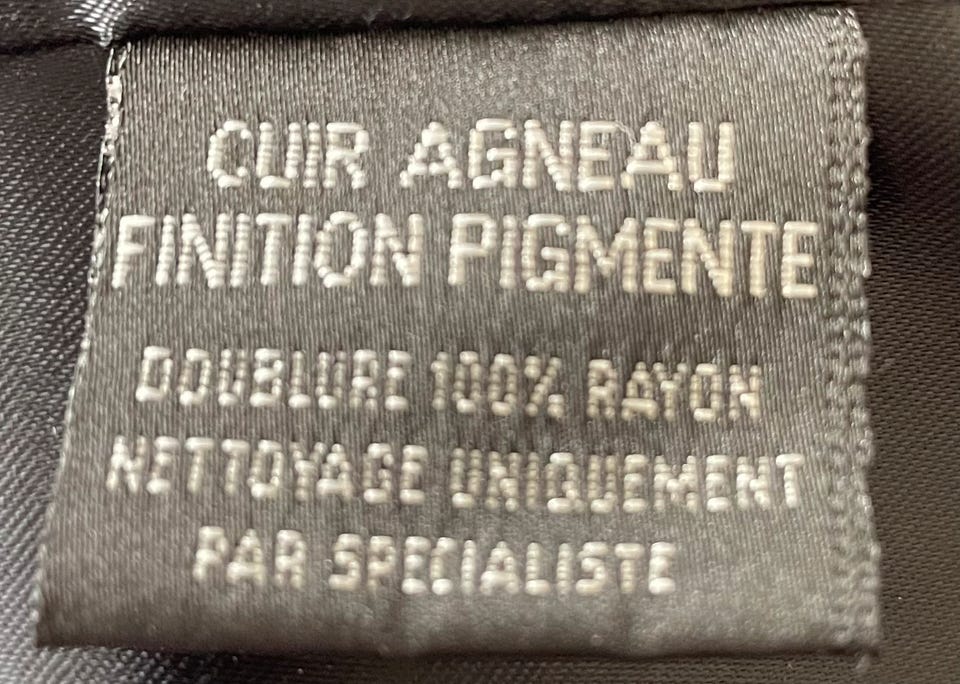 CUIR AGNEAU
FINITION PIGMENTE
DOUBLURE 100% RAYON
NETTOYAGE UNIQUEMENT
PAR SPECIALISTE